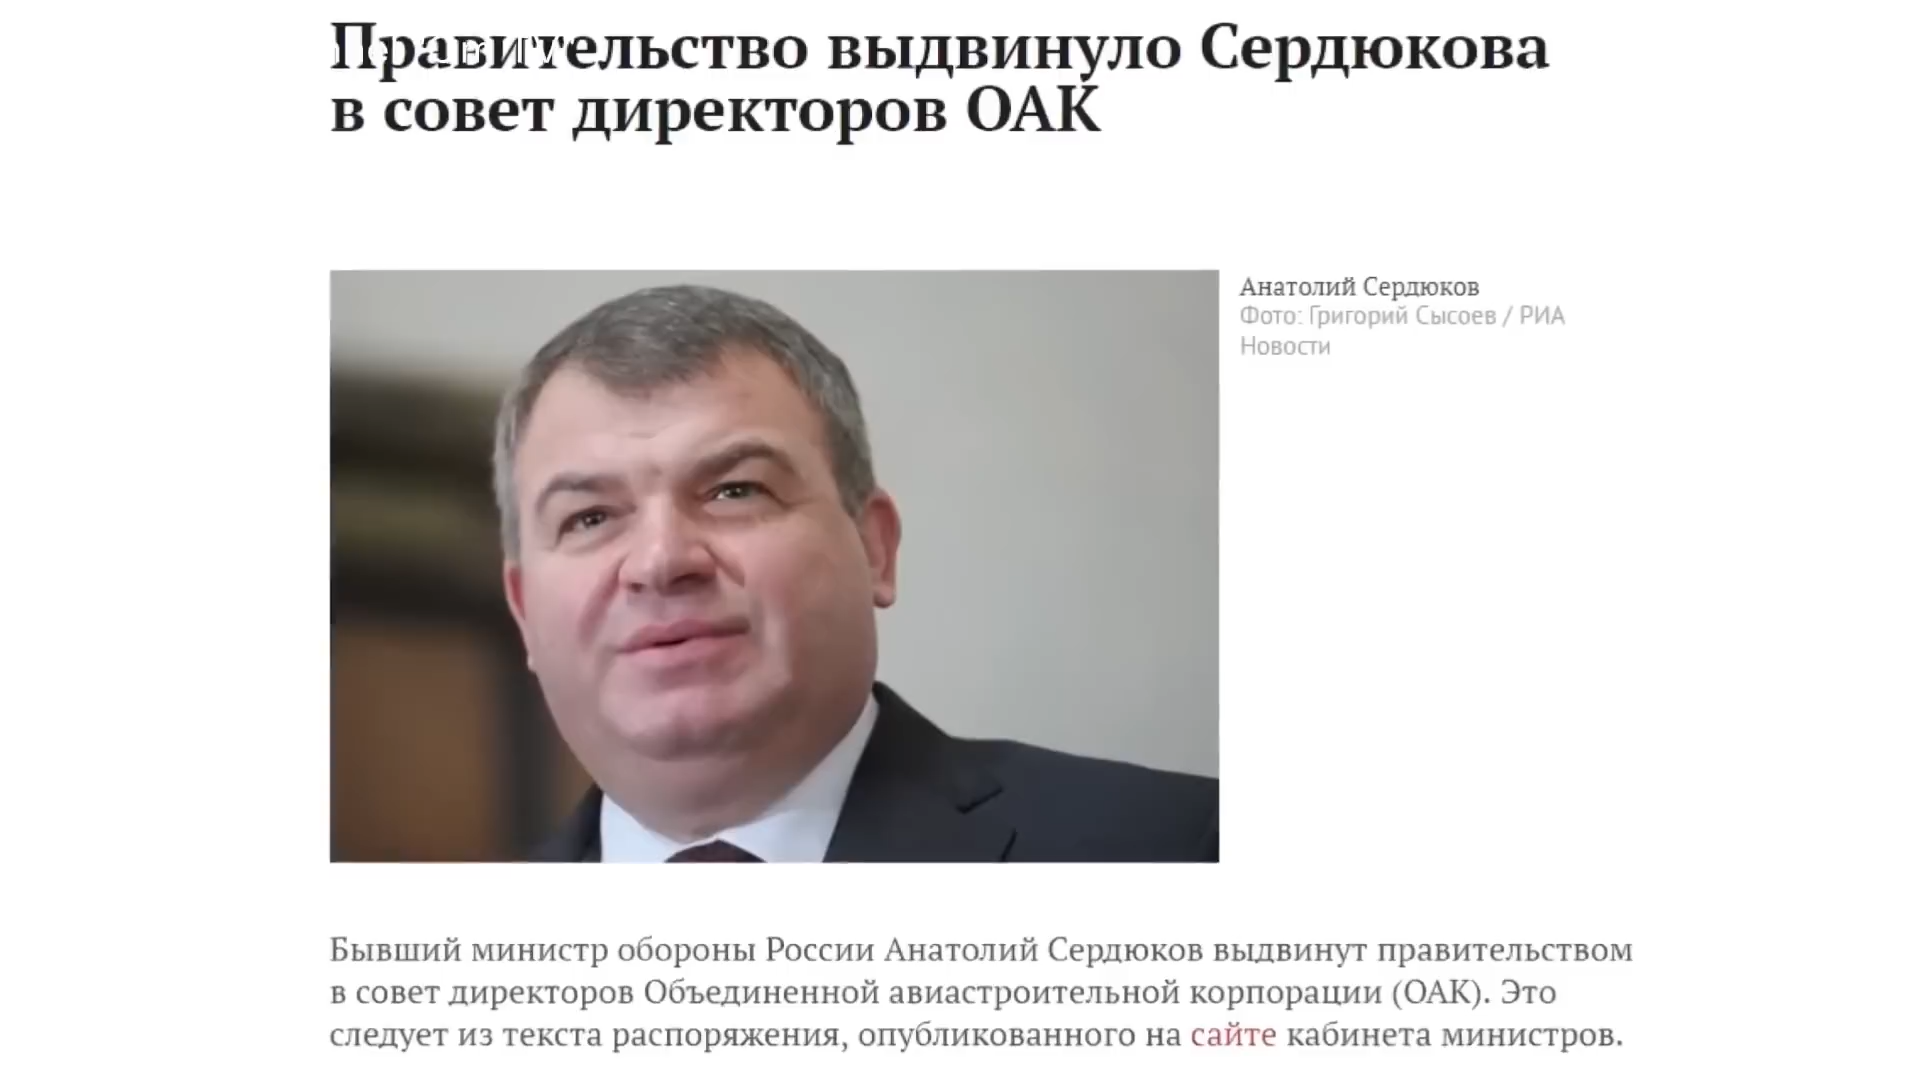 Правительство выдвинуло Сердюкова
в совет директоров ОАК
Анатолий Сердюков
Фото: Григорий Сысоев / РИА
Новости
Бывший министр обороны России Анатолий Сердюков выдвинут правительством
в совет директоров Объединенной авиастроительной корпорации (ОАК). Это
следует из текста распоряжения, опубликованного на сайте кабинета министров.